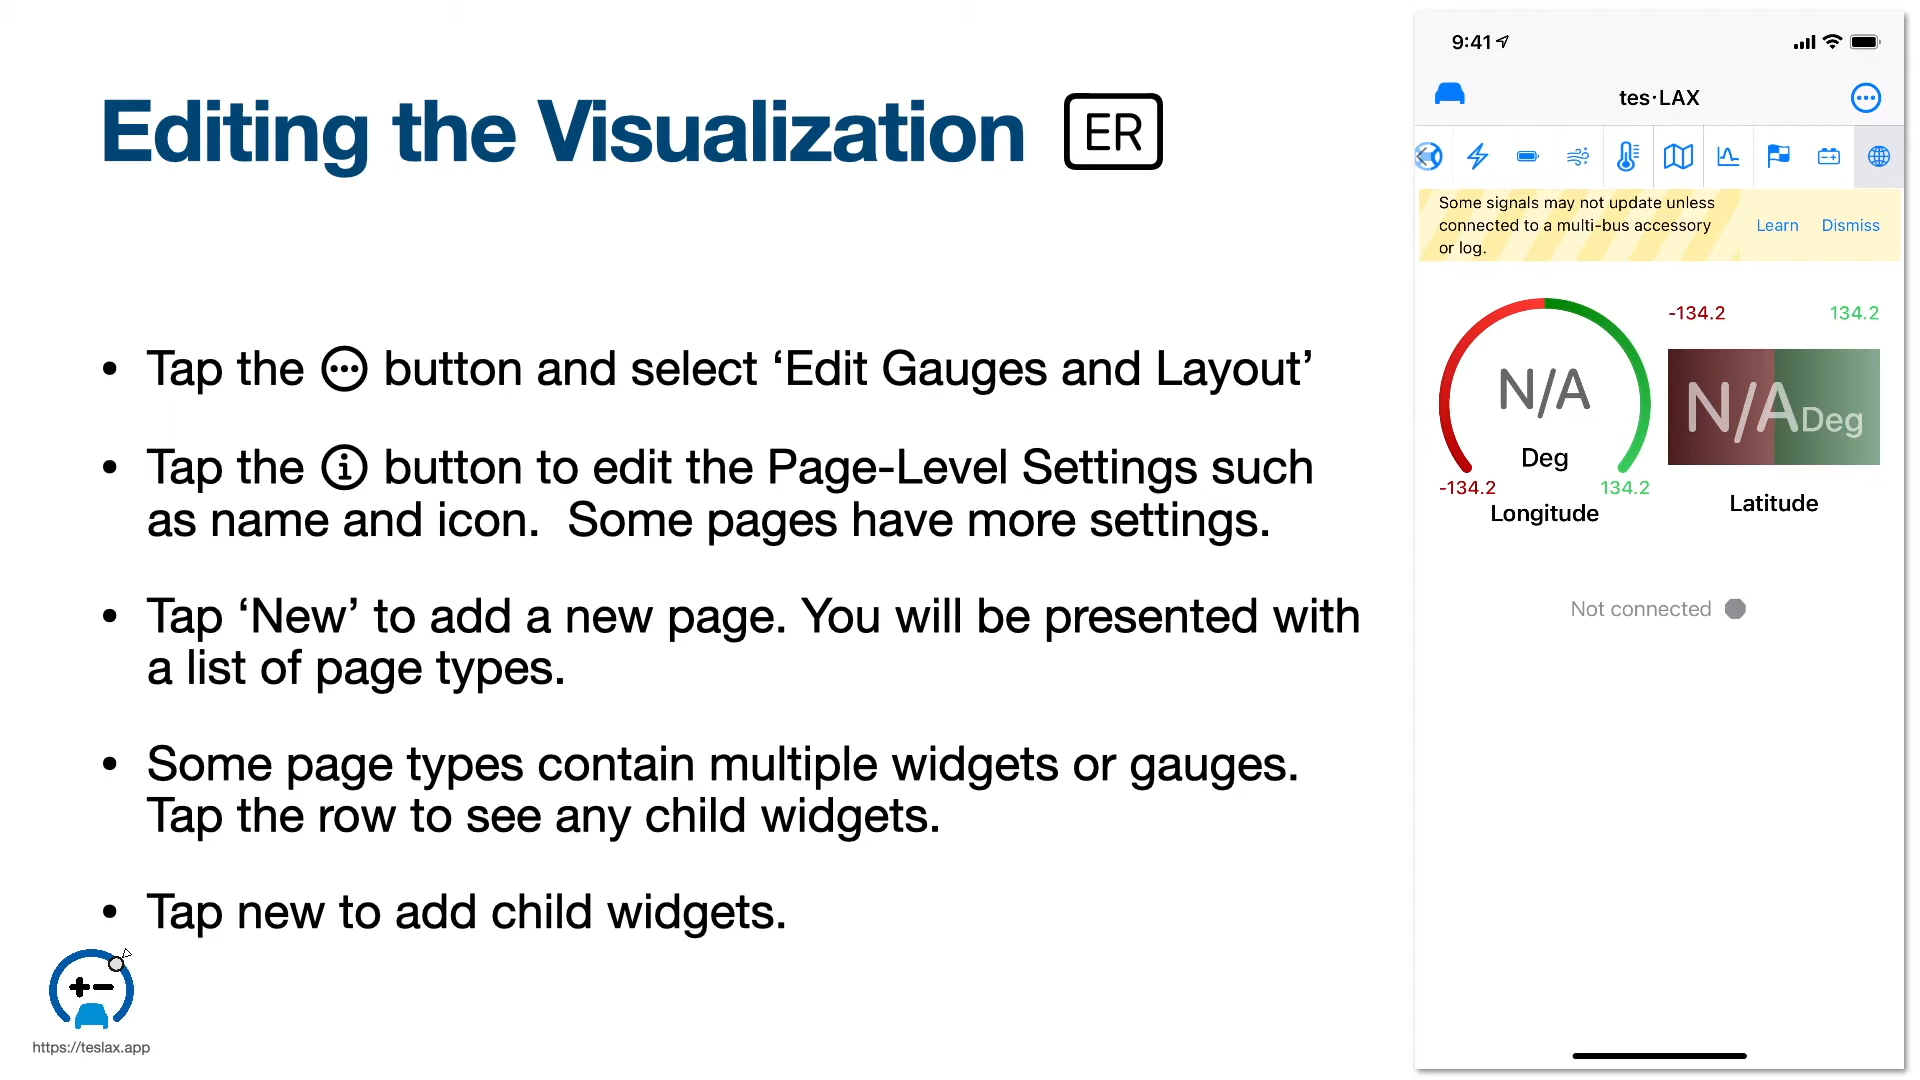 Editing the Visualization ER
• Tap the button and select ‘Edit Gauges and Layout’
• Tap the button to edit the Page-Level Settings such
as name and icon.  Some pages have more settings.
• Tap ‘New’ to add a new page. You will be presented with
a list of page types.
• Some page types contain multiple widgets or gauges.
Tap the row to see any child widgets.
• Tap new to add child widgets.
https://teslax.app
9:41
tes·LAX
Some signals may not update unless
connected to a multi-bus accessory
or log.
Learn Dismiss
N/A
Deg
-134.2 134.2
Longitude
-134.2 134.2
N/A Deg
Latitude
Not connected